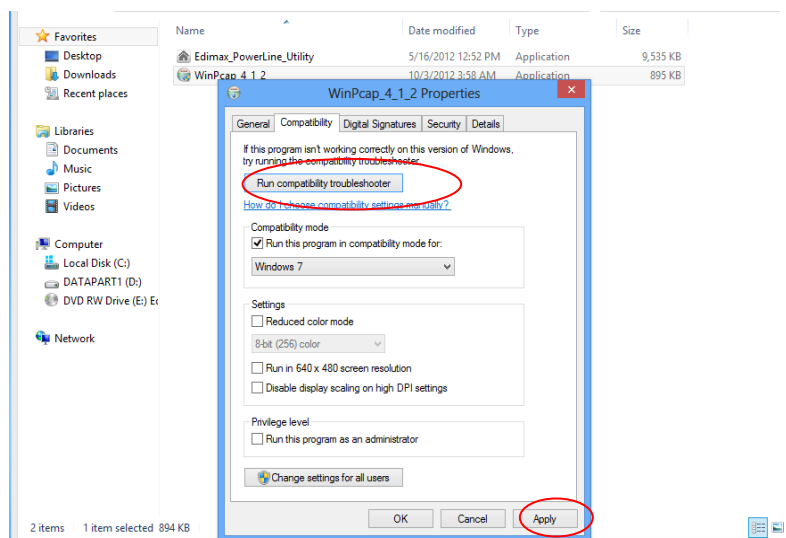 Name Date modified Type Size
Favorites
Desktop
Downloads
Recent places
Libraries
Documents
Music
Pictures
Videos
Computer
Local Disk (C:)
DATAPART1 (D:)
DVD RW Drive (E:)
Network
Edimax_PowerLine_Utility 5/16/2012 12:52 PM Application 9,535 KB
WinPcap_4_1_2 10/3/2012 3:58 AM Application 895 KB
WinPcap_4_1_2 Properties
General Compatibility Digital Signatures Security Details
If this program isn't working correctly on this version of Windows,
try running the compatibility troubleshooter.
Run compatibility troubleshooter
How do I choose compatibility settings manually?
Compatibility mode
Run this program in compatibility mode for:
Windows 7
Settings
Reduced color mode
8-bit (256) color
Run in 640 x 480 screen resolution
Disable display scaling on high DPI settings
Privilege level
Run this program as an administrator
Change settings for all users
OK Cancel Apply
2 items 1 item selected 894 KB